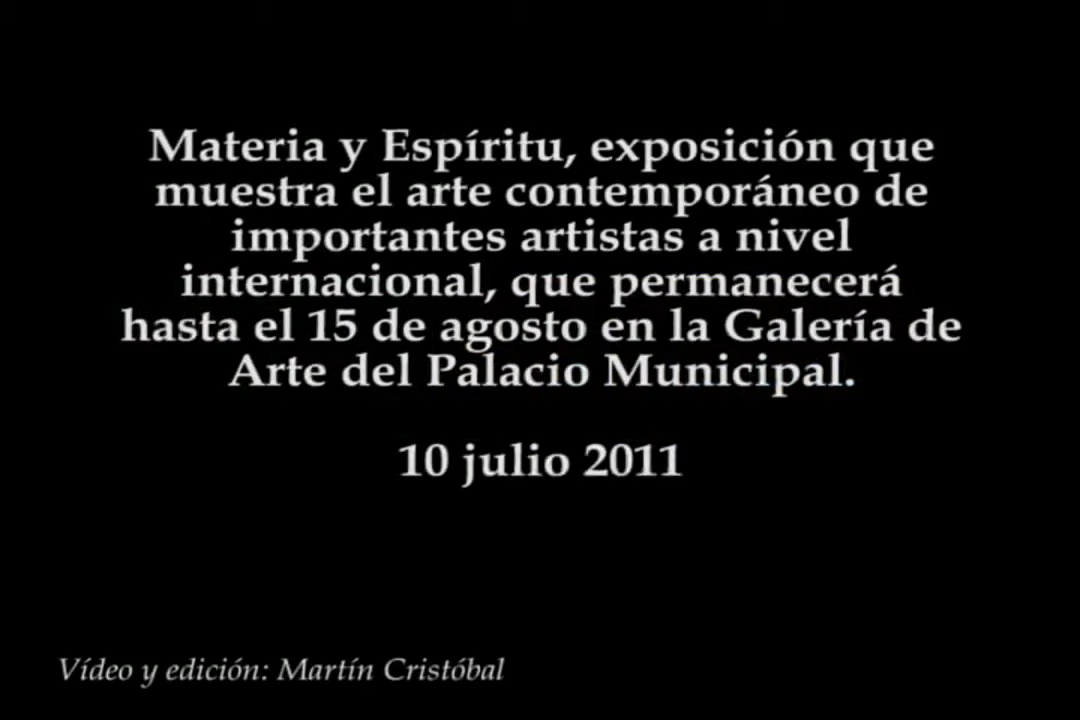 Materia y Espíritu, exposición que
muestra el arte contemporáneo de
importantes artistas a nivel
internacional, que permanecerá
hasta el 15 de agosto en la Galería de
Arte del Palacio Municipal.
10 julio 2011
Vídeo y edición: Martín Cristóbal